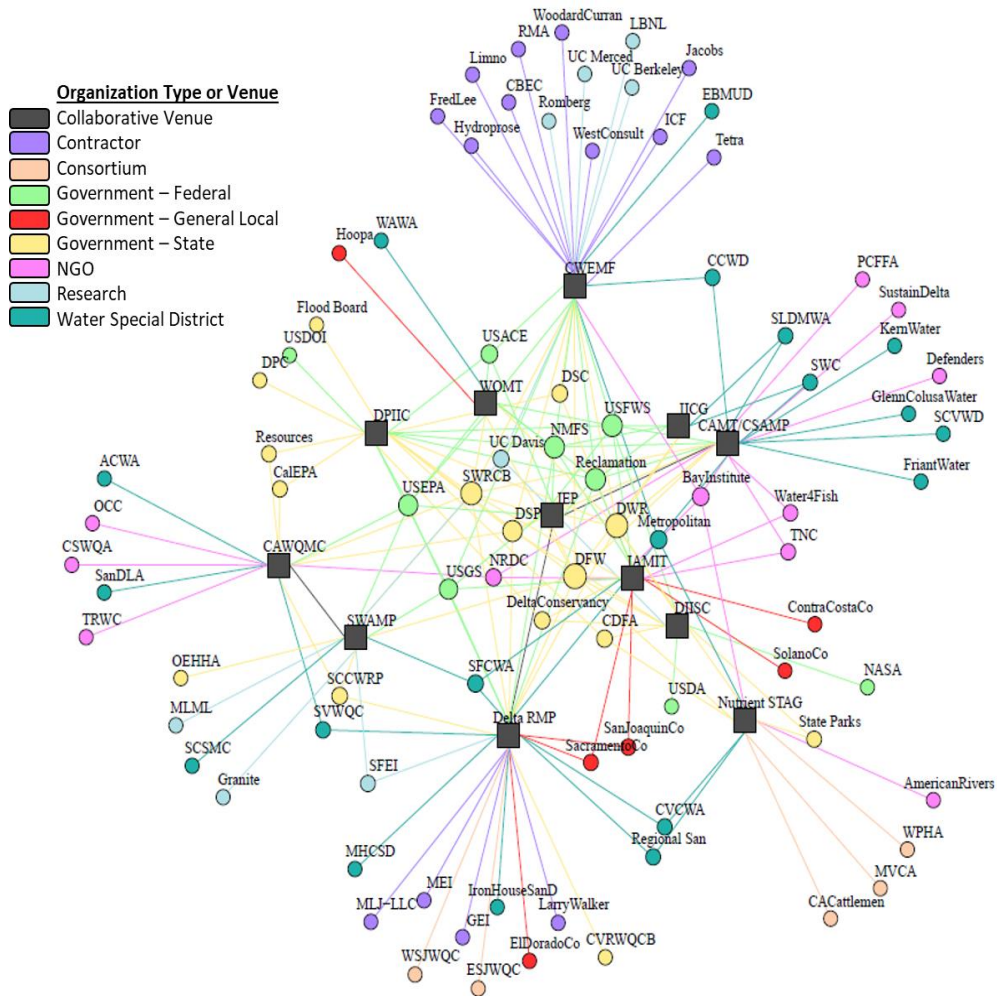 Organization Type or Venue
Collaborative Venue
Contractor
Consortium
Government – Federal
Government – General Local
Government – State
NGO
Research
Water Special District
WoodardCurran
LBNL
RMA
Limno
UC Merced
Jacobs
UC Berkeley
CBEC
EBMUD
FredLee
Romberg
ICF
Hydroprose
WestConsult
Tetra
WAWA
Hoopa
CWEMF
CCWD
PCFFA
SustainDelta
Flood Board
SLDMWA
KernWater
USDOI
USACE
DPC
DSC
SWC
Defenders
WOMT
GlennColusaWater
DPIIC
USFWS
IICG
CAMT/CSAMP
SCVWD
Resources
UC Davis
NMFS
CalEPA
Reclamation
FriantWater
ACWA
SWRCB
BayInstitute
USEPA
IEP
Water4Fish
OCC
DSP
DWR
Metropolitan
TNC
CSWQA
CAWQMC
NRDC
DFW
IAMIT
SanDLA
USGS
DeltaConservancy
DJISC
ContraCostaCo
TRWC
SWAMP
CDFA
OEHHA
SolanoCo
SFCWA
NASA
SCCWRP
USDA
MLML
SVWQC
Delta RMP
SanJoaquinCo
Nutrient STAG
State Parks
SCSMC
SacramentoCo
Granite
SFEI
AmericanRivers
CVCWA
WPHA
Regional San
MHCSD
MVCA
MEI
IronHouseSanD
MLJ-LLC
LarryWalker
CACattlemen
GEI
ElDoradoCo
CVRWQCB
WSJWQC
ESJWQC